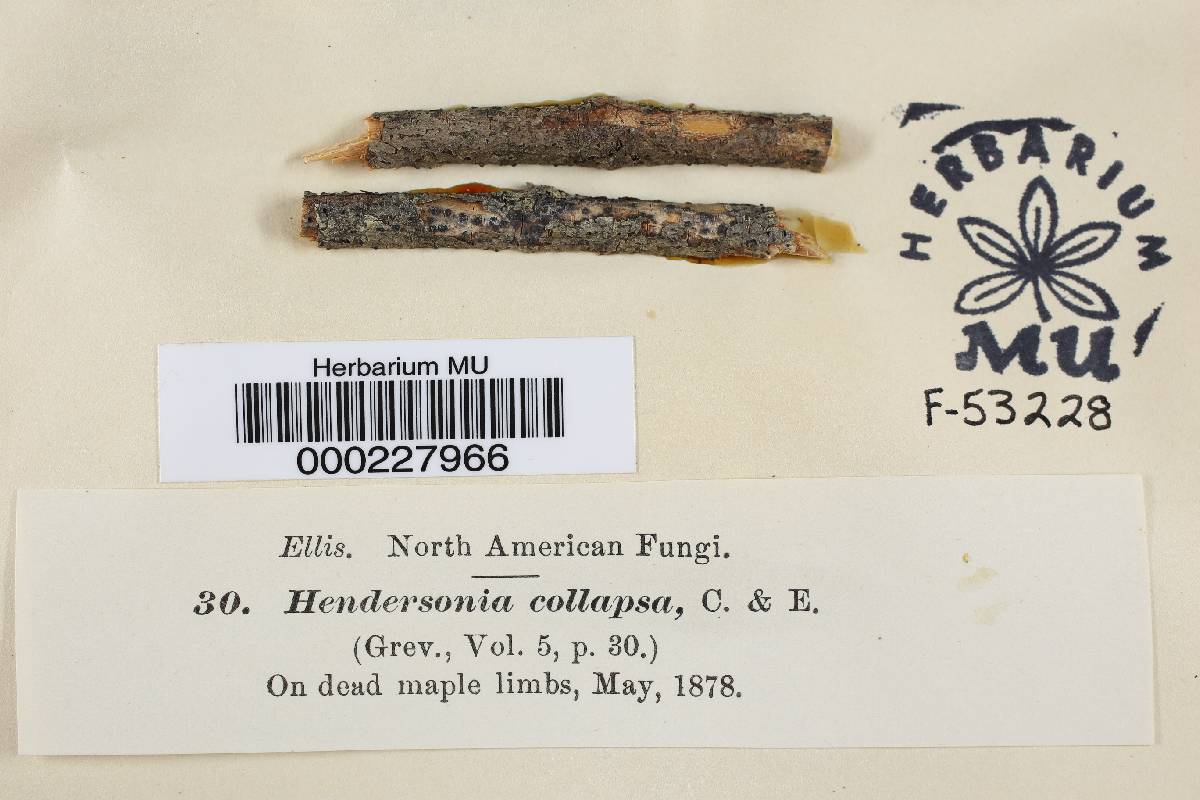 HERBARIUM
MU
F-53228
Herbarium MU
000227966
Ellis. North American Fungi.
30. Hendersonia collapsa, C. & E.
(Grev., Vol. 5, p. 30.)
On dead maple limbs, May, 1878.